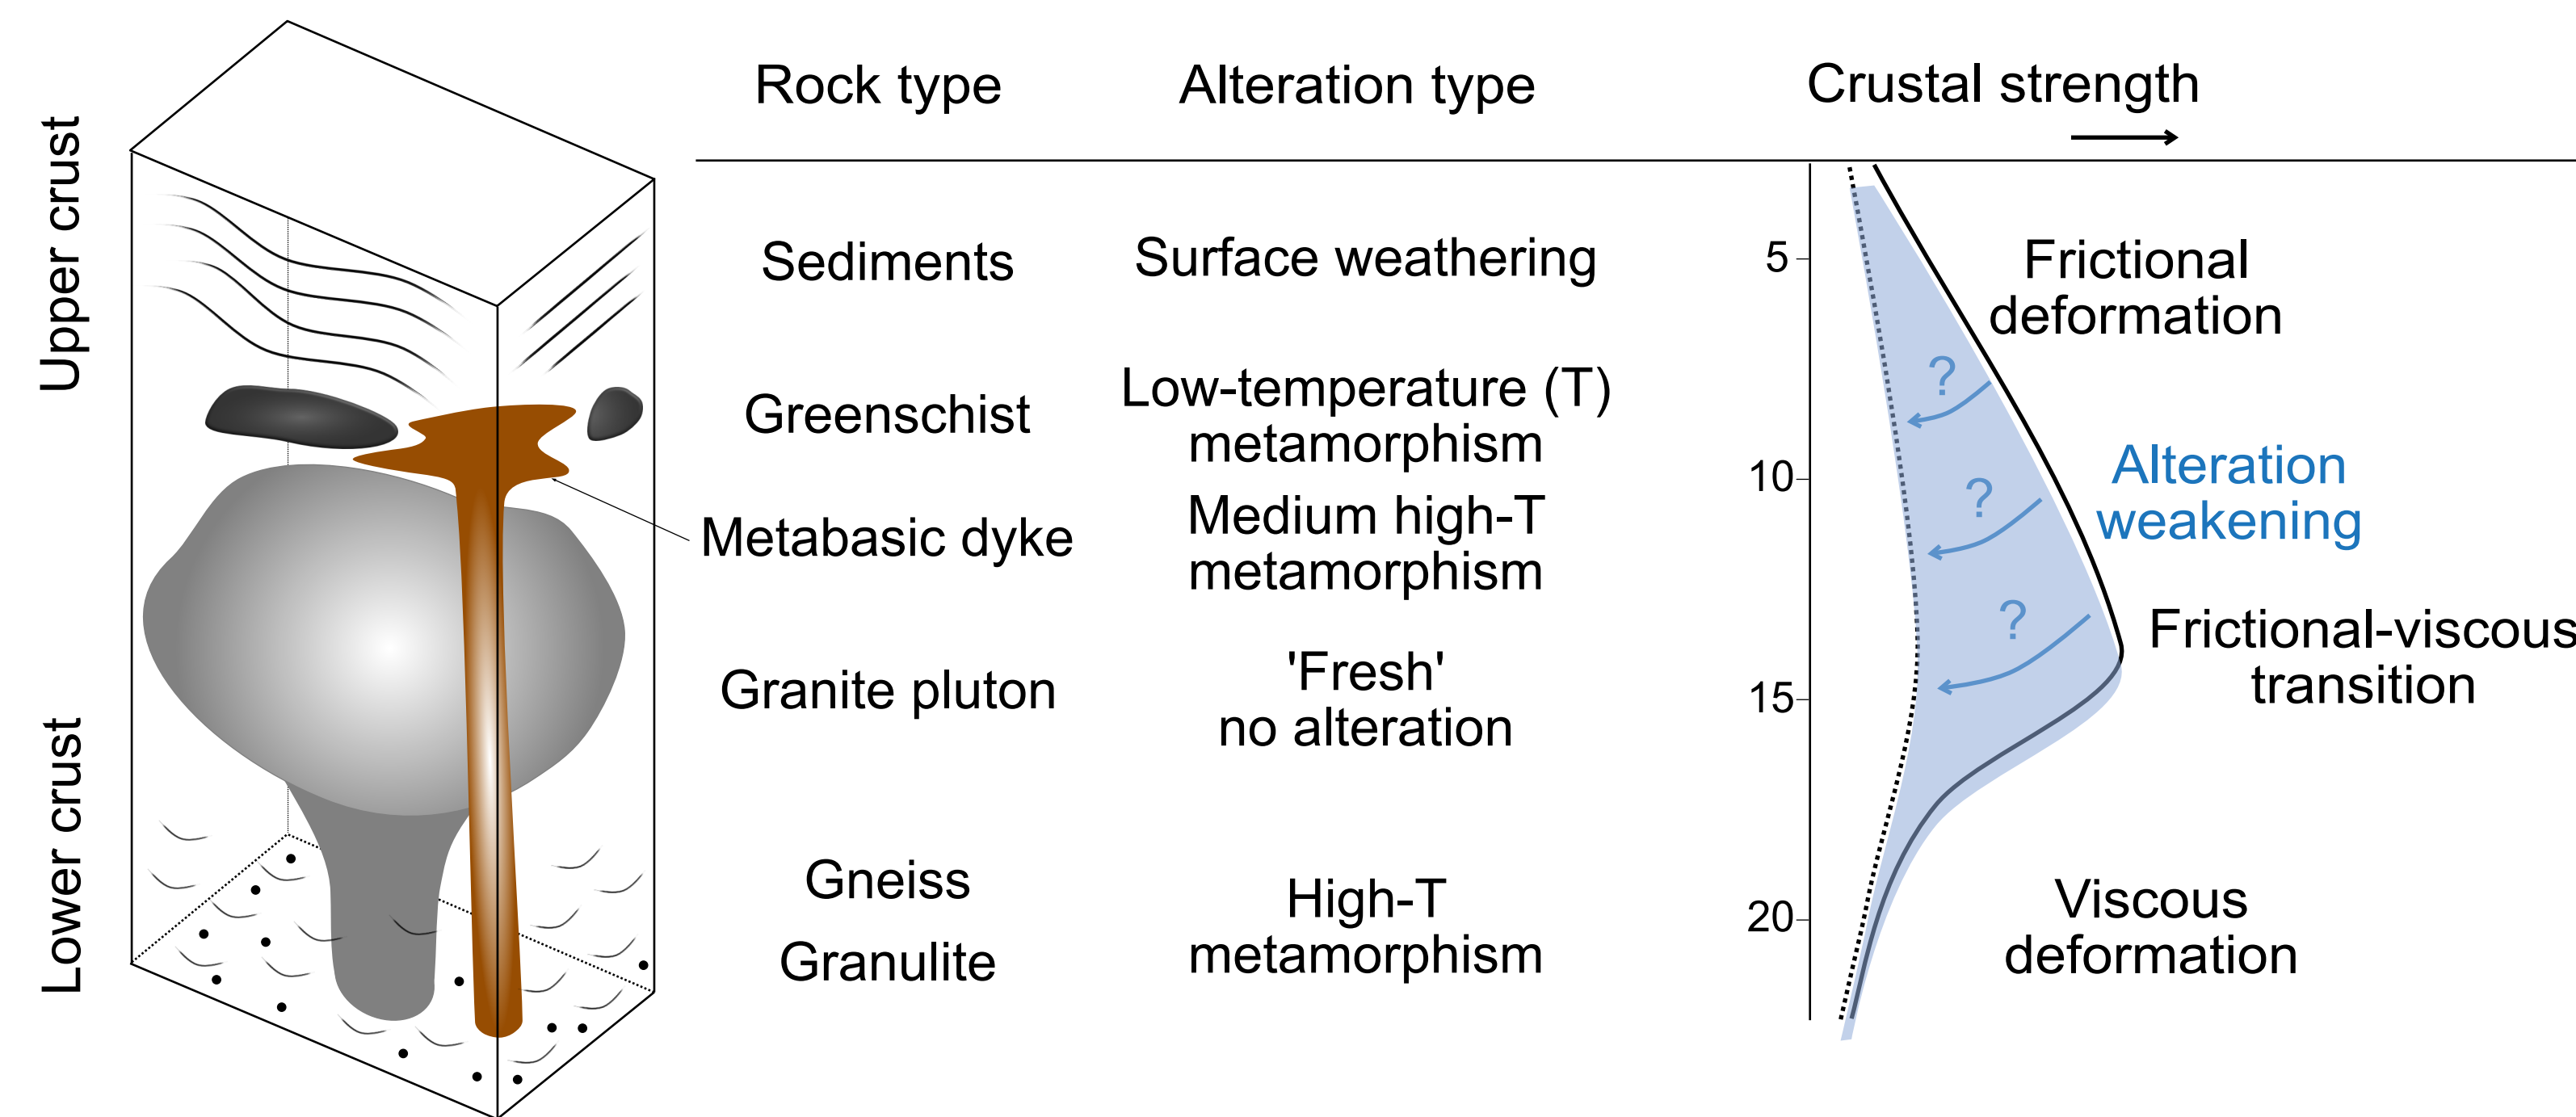 Rock type
Alteration type
Crustal strength
Upper crust
Lower crust
Sediments
Surface weathering
Greenschist
Low-temperature (T)
metamorphism
Metabasic dyke
Medium high-T
metamorphism
Granite pluton
'Fresh'
no alteration
Gneiss
Granulite
High-T
metamorphism
5
10
15
20
Frictional
deformation
?
?
?
Alteration
weakening
Frictional-viscous
transition
Viscous
deformation